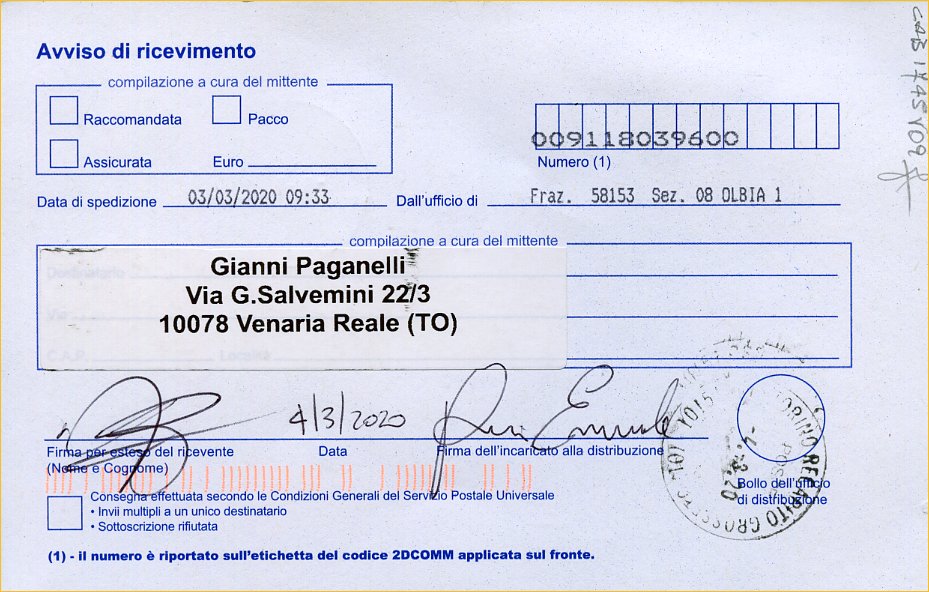 Avviso di ricevimento
compilazione a cura del mittente
Raccomandata
Pacco
Assicurata
Euro
009118039600
Numero (1)
Data di spedizione 03/03/2020 09:33 Dall'ufficio di Fraz. 58153 Sez. 08 OLBIA 1
compilazione a cura del mittente
Destinatario
Gianni Paganelli
Via
Via G.Salvemini 22/3
10078 Venaria Reale (TO)
C.A.P. Località
4/3/2020
Firma per esteso del ricevente
(Nome e Cognome)
Data
Firma dell'incaricato alla distribuzione
TORINO RECAPITO
Bollo dell'ufficio
di distribuzione
Consegna effettuata secondo le Condizioni Generali del Servizio Postale Universale
• Invii multipli a un unico destinatario
• Sottoscrizione rifiutata
(1) - il numero è riportato sull'etichetta del codice 2DCOMM applicata sul fronte.